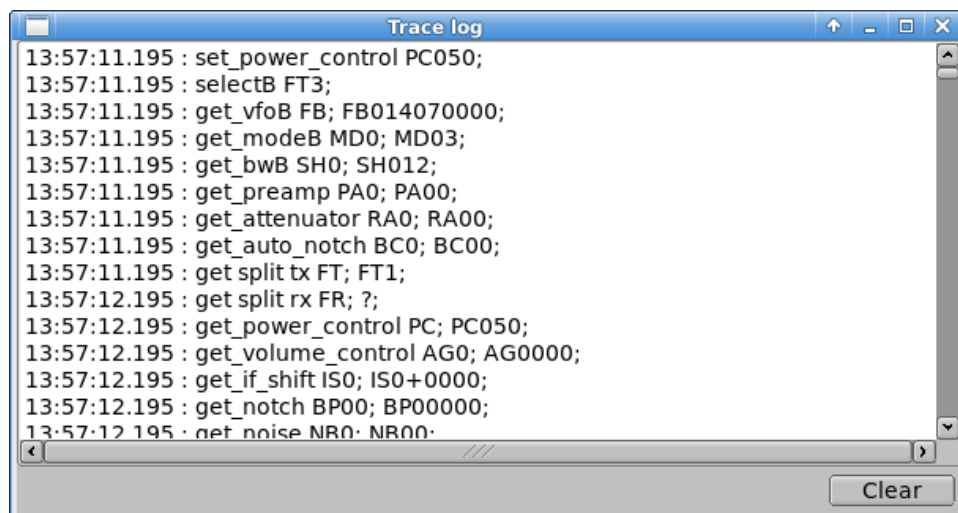 Trace log
13:57:11.195 : set_power_control PC050;
13:57:11.195 : selectB FT3;
13:57:11.195 : get_vfoB FB; FB014070000;
13:57:11.195 : get_modeB MD0; MD03;
13:57:11.195 : get_bwB SH0; SH012;
13:57:11.195 : get_preamp PA0; PA00;
13:57:11.195 : get_attenuator RA0; RA00;
13:57:11.195 : get_auto_notch BC0; BC00;
13:57:11.195 : get split tx FT; FT1;
13:57:12.195 : get split rx FR; ?;
13:57:12.195 : get_power_control PC; PC050;
13:57:12.195 : get_volume_control AG0; AG0000;
13:57:12.195 : get_if_shift IS0; IS0+0000;
13:57:12.195 : get_notch BP00; BP00000;
13:57:12.195 : get_noise NB0; NB00;
Clear